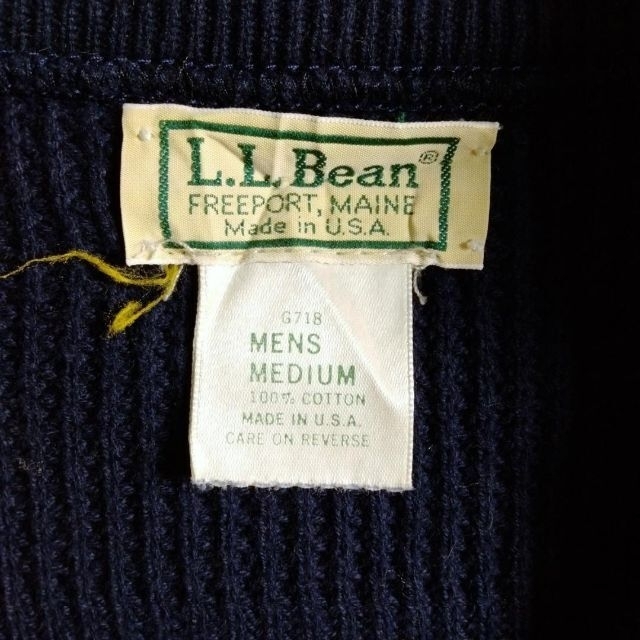 L.L.Bean®
FREEPORT, MAINE
Made in U.S.A.
G718
MENS
MEDIUM
100% COTTON
MADE IN U.S.A.
CARE ON REVERSE